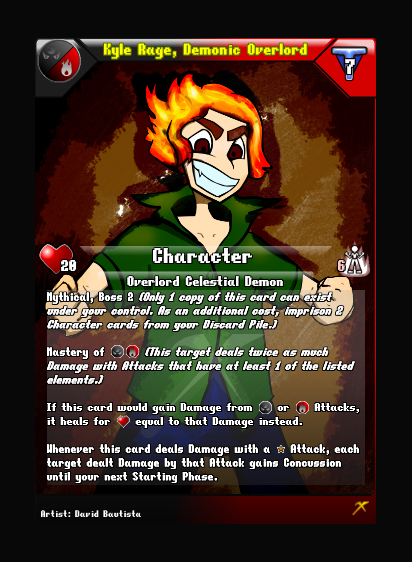 Kyle Rage, Demonic Overlord
?
20
Character
6
Overlord Celestial Demon
Mythical, Boss 2 (Only 1 copy of this card can exist
under your control. As an additional cost, imprison 2
Character cards from your Discard Pile.)
Mastery of (This target deals twice as much
Damage with Attacks that have at least 1 of the listed
elements.)
If this card would gain Damage from or Attacks,
it heals for equal to that Damage instead.
Whenever this card deals Damage with a Attack, each
target dealt Damage by that Attack gains Concussion
until your next Starting Phase.
Artist: David Bautista